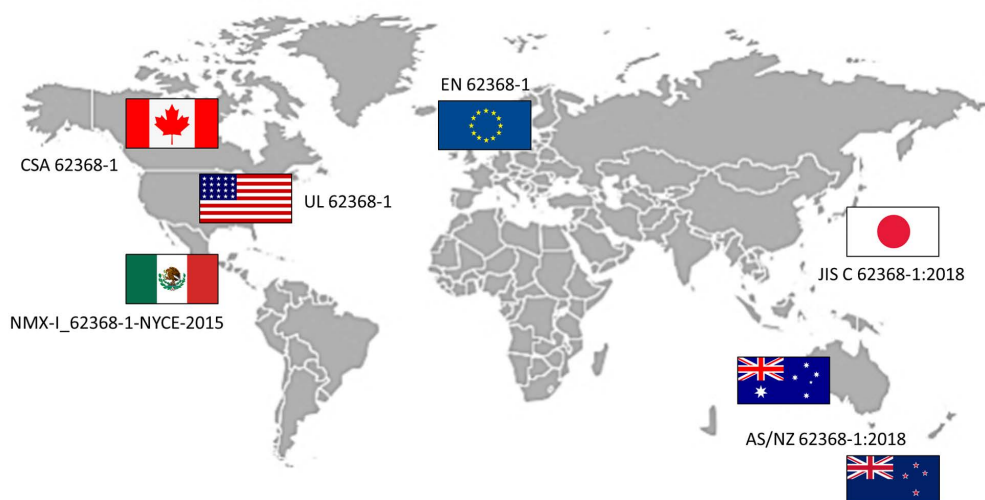 EN 62368-1
CSA 62368-1
UL 62368-1
JIS C 62368-1:2018
NMX-I_62368-1-NYCE-2015
AS/NZ 62368-1:2018